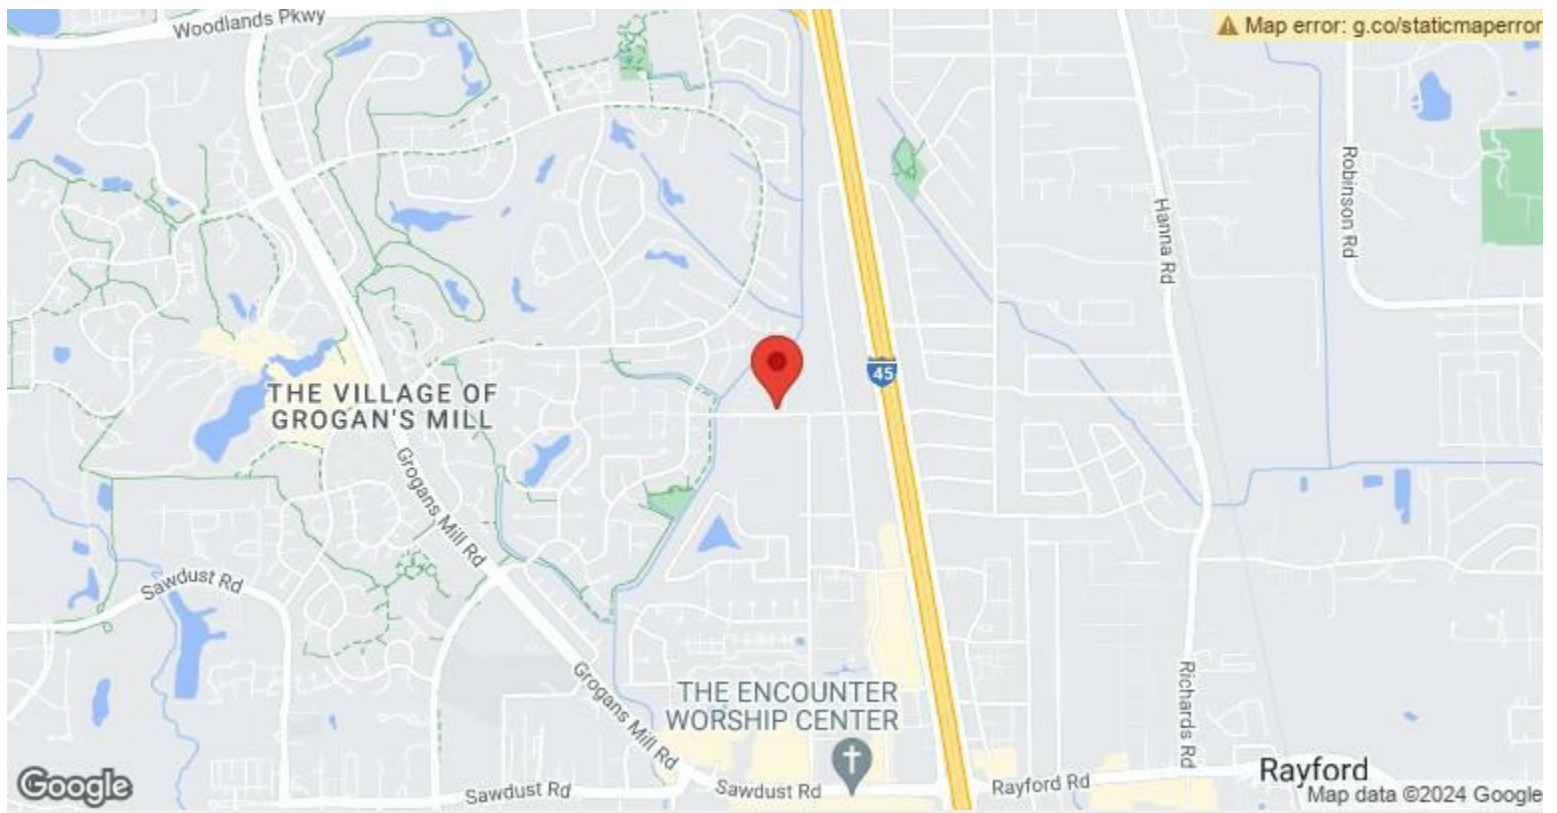 Woodlands Pkwy
Map error: g.co/staticmaperror
Robinson Rd
Hanna Rd
45
THE VILLAGE OF
GROGAN'S MILL
Grogans Mill Rd
Sawdust Rd
Grogans Mill Rd
THE ENCOUNTER
WORSHIP CENTER
Richards Rd
Rayford
Google
Sawdust Rd
Sawdust Rd
Rayford Rd
Map data ©2024 Google